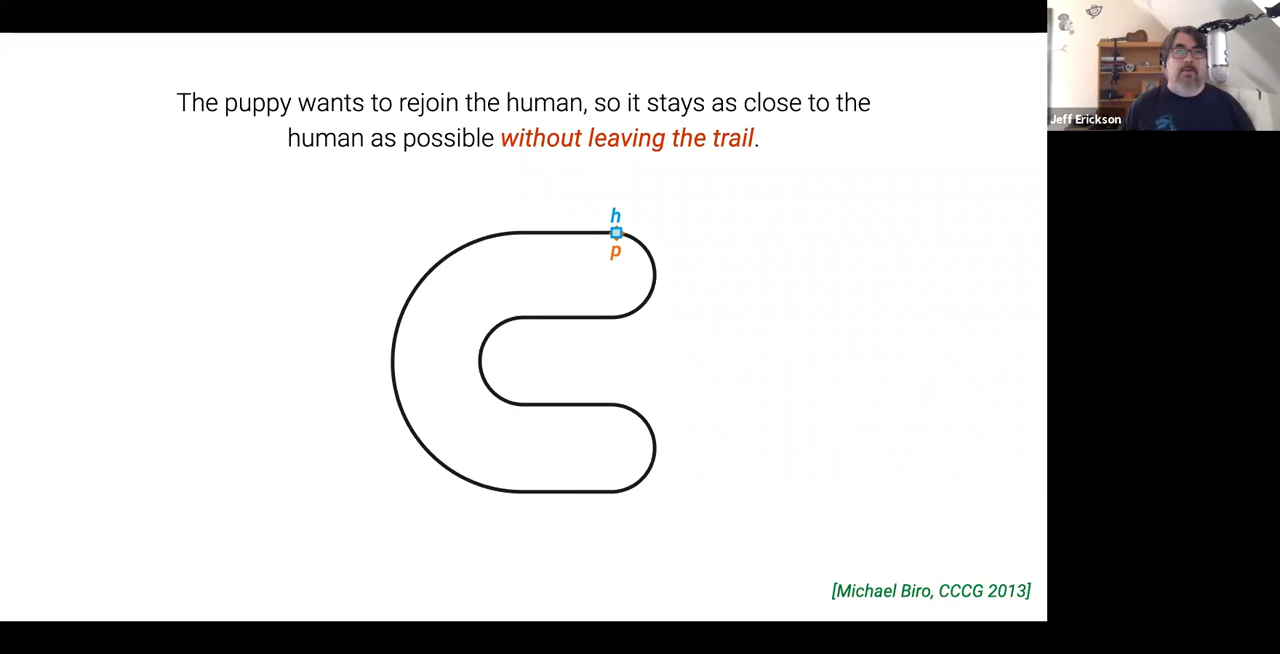 The puppy wants to rejoin the human, so it stays as close to the
human as possible without leaving the trail.
h
p
[Michael Biro, CCCG 2013]
Jeff Erickson